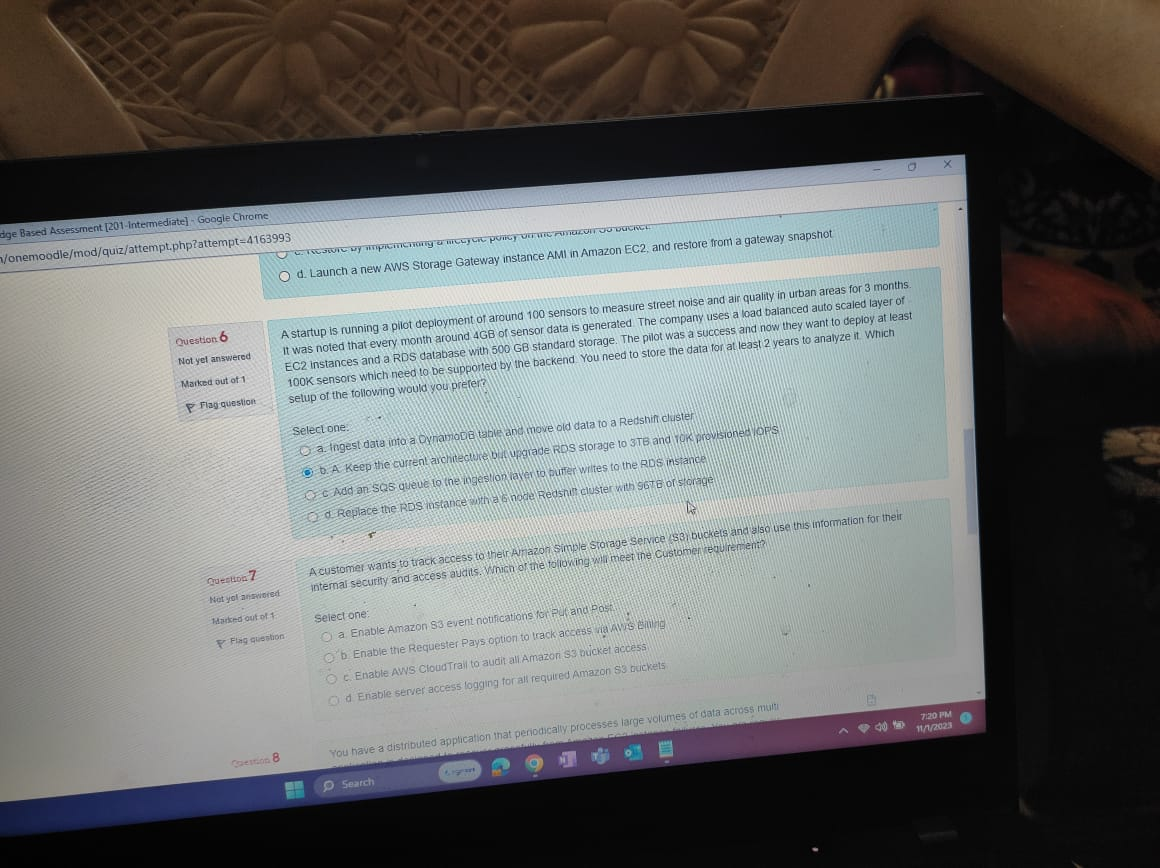 dge Based Assessment [201-Intermediate] - Google Chrome
/onemoodle/mod/quiz/attempt.php?attempt=4163993
d. Launch a new AWS Storage Gateway instance AMI in Amazon EC2, and restore from a gateway snapshot
Question 6
Not yet answered
Marked out of 1
Flag question
A startup is running a pilot deployment of around 100 sensors to measure street noise and air quality in urban areas for 3 months.
It was noted that every month around 4GB of sensor data is generated. The company uses a load balanced auto scaled layer of
EC2 instances and a RDS database with 500 GB standard storage. The pilot was a success and now they want to deploy at least
100K sensors which need to be supported by the backend. You need to store the data for at least 2 years to analyze it. Which
setup of the following would you prefer?
Select one:
a. Ingest data into a DynamoDB table and move old data to a Redshift cluster
b. A. Keep the current architecture but upgrade RDS storage to 3TB and 10K provisioned IOPS
c. Add an SQS queue to the ingestion layer to buffer writes to the RDS instance
d. Replace the RDS instance with a 6 node Redshift cluster with 96TB of storage
Question 7
Not yet answered
Marked out of 1
Flag question
A customer wants to track access to their Amazon Simple Storage Service (S3) buckets and also use this information for their
internal security and access audits. Which of the following will meet the Customer requirement?
Select one:
a. Enable Amazon S3 event notifications for Put and Post.
b. Enable the Requester Pays option to track access via AWS Billing
c. Enable AWS CloudTrail to audit all Amazon S3 bucket access
d. Enable server access logging for all required Amazon S3 buckets
Question 8
You have a distributed application that periodically processes large volumes of data across multi
Search
7:20 PM
11/1/2023